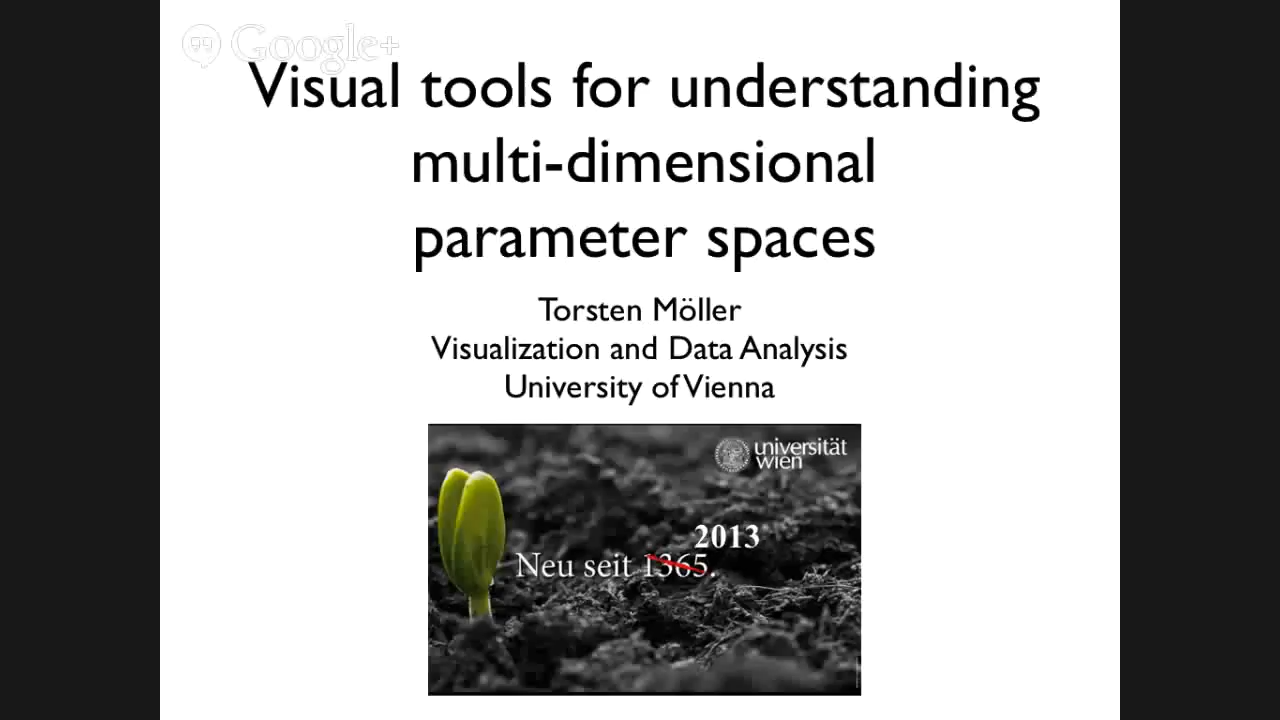 Google+
Visual tools for understanding
multi-dimensional
parameter spaces
Torsten Möller
Visualization and Data Analysis
University of Vienna
universität
wien
2013
Neu seit 1365.